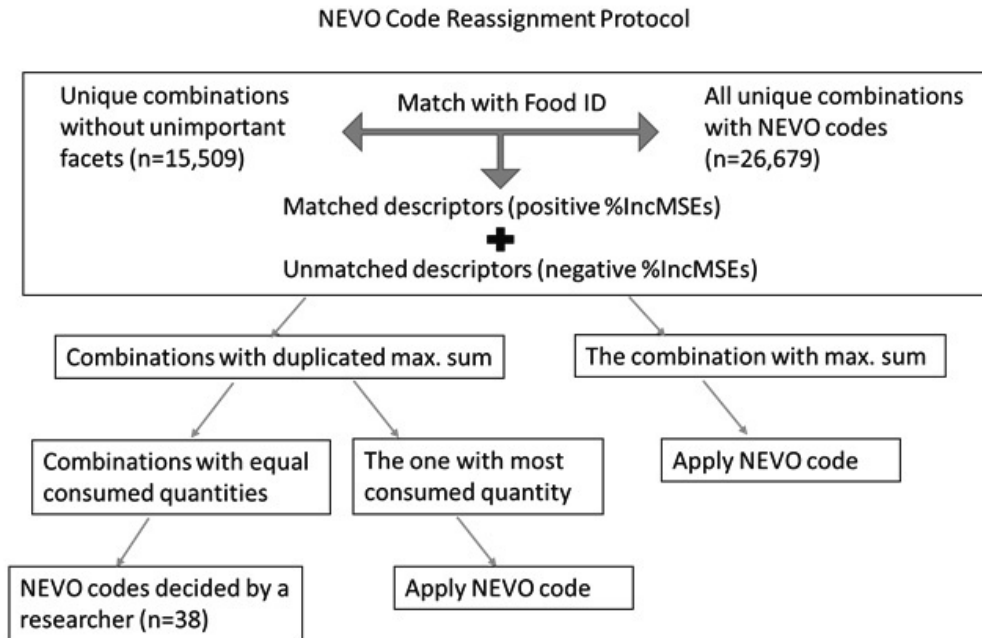 NEVO Code Reassignment Protocol
Unique combinations
without unimportant
facets (n=15,509)
Match with Food ID
All unique combinations
with NEVO codes
(n=26,679)
Matched descriptors (positive %IncMSEs)
Unmatched descriptors (negative %IncMSEs)
Combinations with duplicated max. sum
The combination with max. sum
Combinations with equal
consumed quantities
The one with most
consumed quantity
Apply NEVO code
NEVO codes decided by a
researcher (n=38)
Apply NEVO code